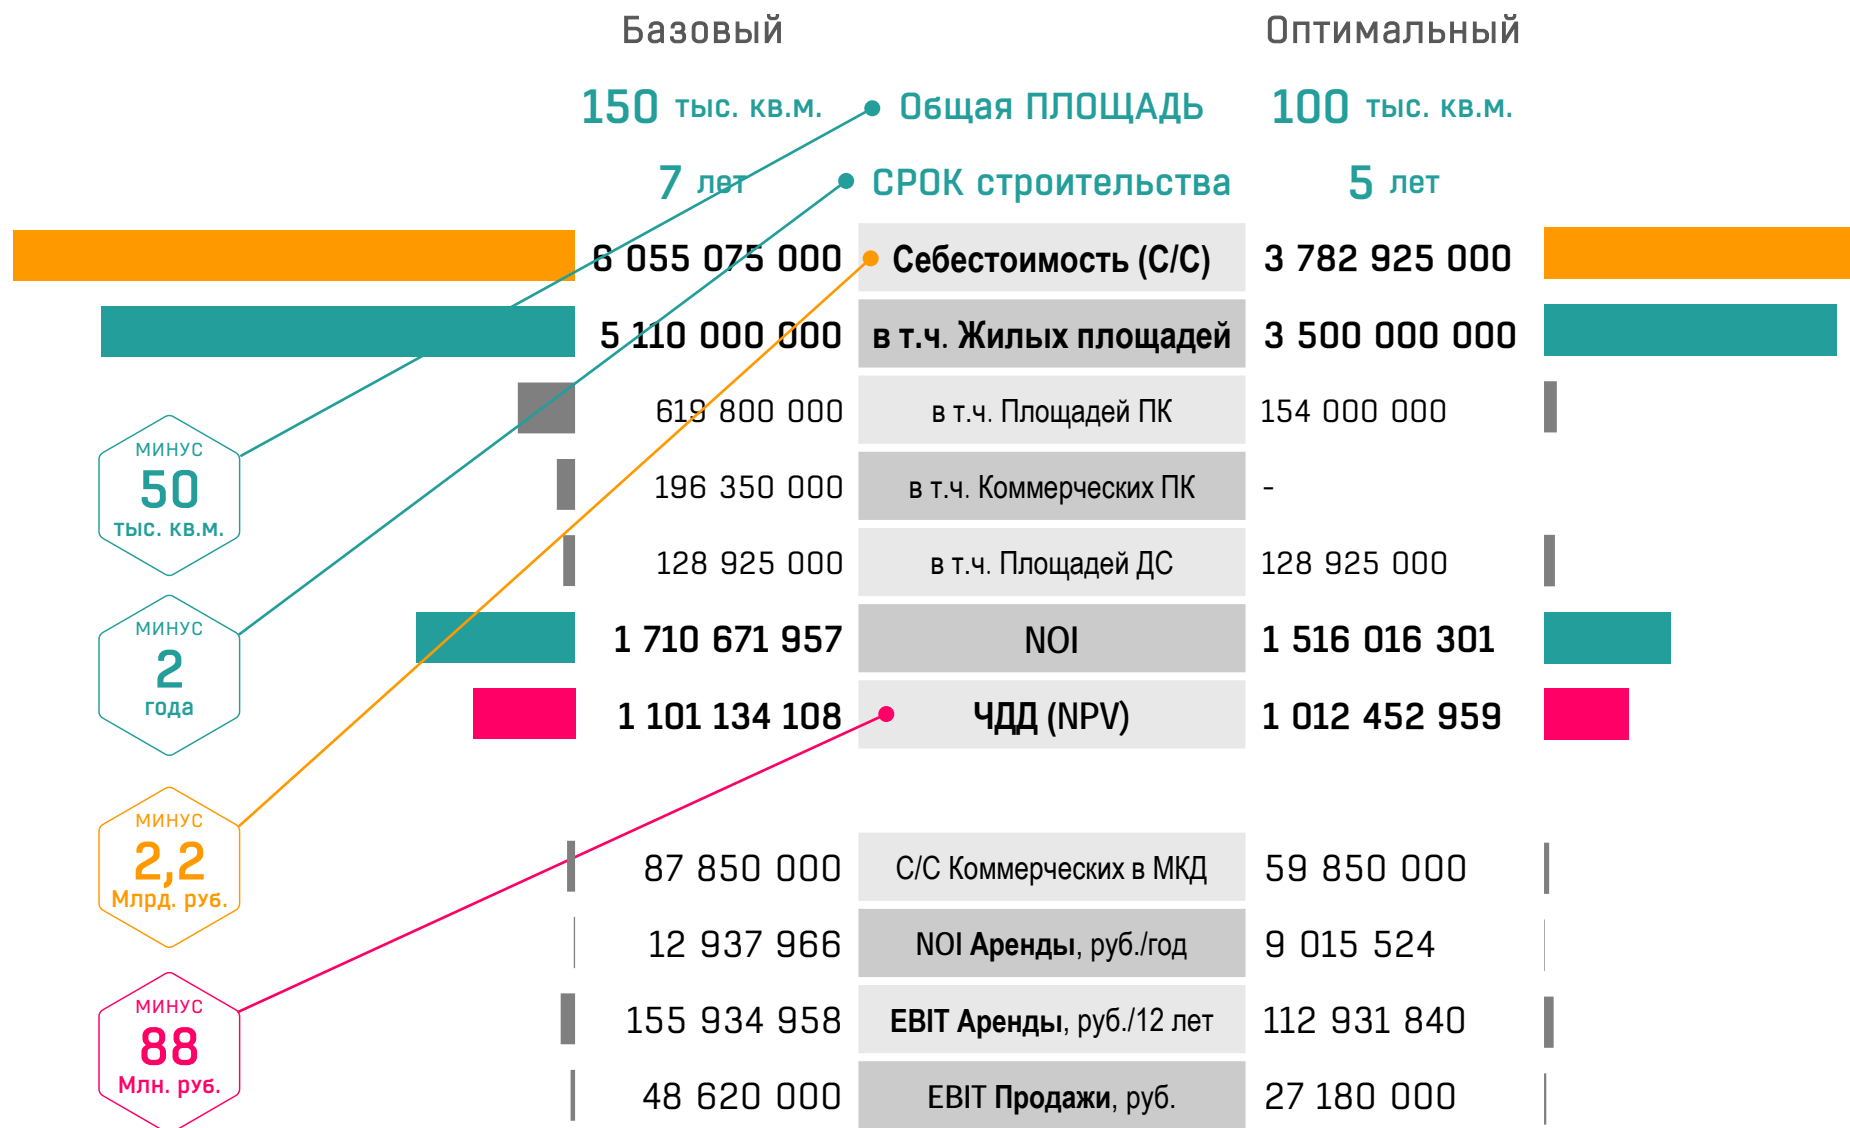 Базовый
Оптимальный
150 тыс. кв.м.
Общая ПЛОЩАДЬ
100 тыс. кв.м.
7 лет
СРОК строительства
5 лет
6 055 075 000
Себестоимость (С/С)
3 782 925 000
5 110 000 000
в т.ч. Жилых площадей
3 500 000 000
619 800 000
в т.ч. Площадей ПК
154 000 000
196 350 000
в т.ч. Коммерческих ПК
-
128 925 000
в т.ч. Площадей ДС
128 925 000
1 710 671 957
NOI
1 516 016 301
1 101 134 108
ЧДД (NPV)
1 012 452 959
87 850 000
С/С Коммерческих в МКД
59 850 000
12 937 966
NOI Аренды, руб./год
9 015 524
155 934 958
EBIT Аренды, руб./12 лет
112 931 840
48 620 000
EBIT Продажи, руб.
27 180 000
МИНУС
50
тыс. кв.м.
МИНУС
2
года
МИНУС
2,2
Млрд. руб.
МИНУС
88
Млн. руб.